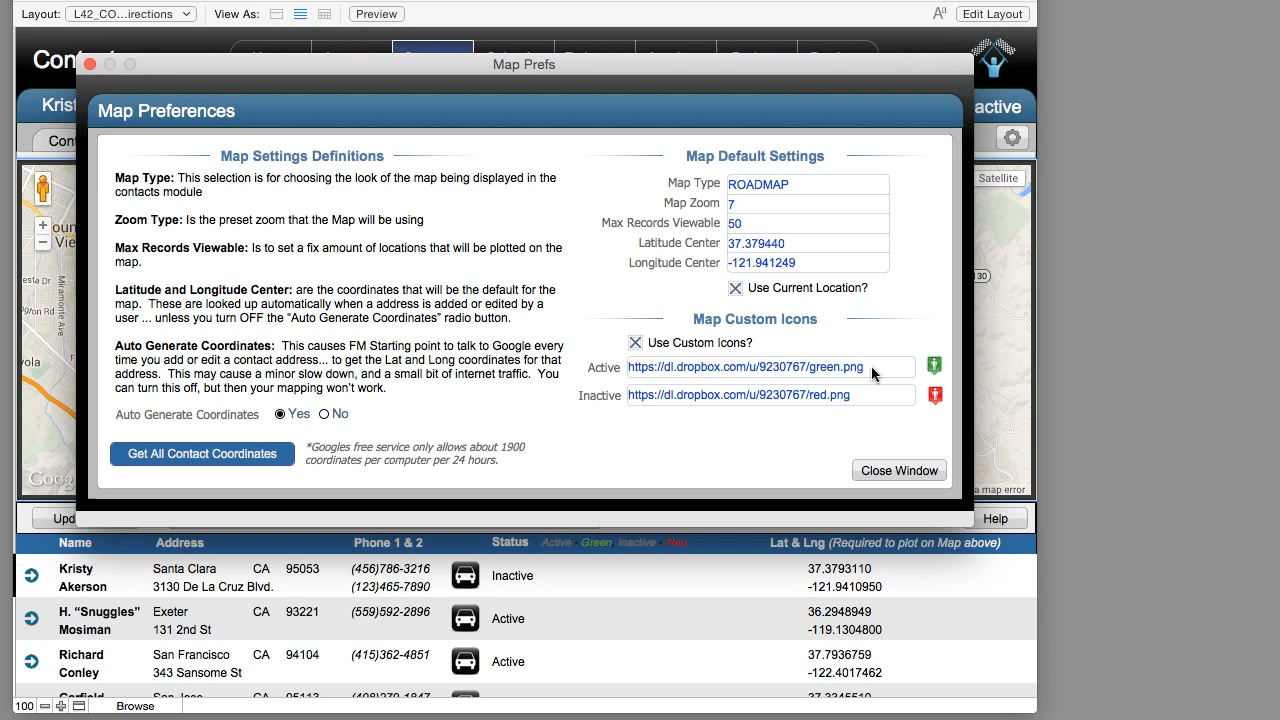 Layout: L42_CO...irections View As: Preview Aª Edit Layout
Map Prefs
Kris
active
Map Preferences
Con
Satellite
Map Settings Definitions
Map Type: This selection is for choosing the look of the map being displayed in the
contacts module
Zoom Type: Is the preset zoom that the Map will be using
Max Records Viewable: Is to set a fix amount of locations that will be plotted on the
map.
Latitude and Longitude Center: are the coordinates that will be the default for the
map. These are looked up automatically when a address is added or edited by a
user ... unless you turn OFF the “Auto Generate Coordinates” radio button.
Auto Generate Coordinates: This causes FM Starting point to talk to Google every
time you add or edit a contact address... to get the Lat and Long coordinates for that
address. This may cause a minor slow down, and a small bit of internet traffic. You
can turn this off, but then your mapping won't work.
Auto Generate Coordinates Yes No
Get All Contact Coordinates
*Googles free service only allows about 1900
coordinates per computer per 24 hours.
Map Default Settings
Map Type ROADMAP
Map Zoom 7
Max Records Viewable 50
Latitude Center 37.379440
Longitude Center -121.941249
Use Current Location?
Map Custom Icons
Use Custom Icons?
Active https://dl.dropbox.com/u/9230767/green.png
Inactive https://dl.dropbox.com/u/9230767/red.png
Close Window
Miramonte Ave
30
a map error
Upd
Help
Name Address Phone 1 & 2 Status Active - Green, Inactive - Red Lat & Lng (Required to plot on Map above)
Kristy Santa Clara CA 95053 (456)786-3216 Inactive 37.3793110
Akerson 3130 De La Cruz Blvd. (123)465-7890 -121.9410950
H. “Snuggles” Exeter CA 93221 (559)592-2896 Active 36.2948949
Mosiman 131 2nd St -119.1304800
Richard San Francisco CA 94104 (415)362-4851 Active 37.7936759
Conley 343 Sansome St -122.4017462
100 Browse